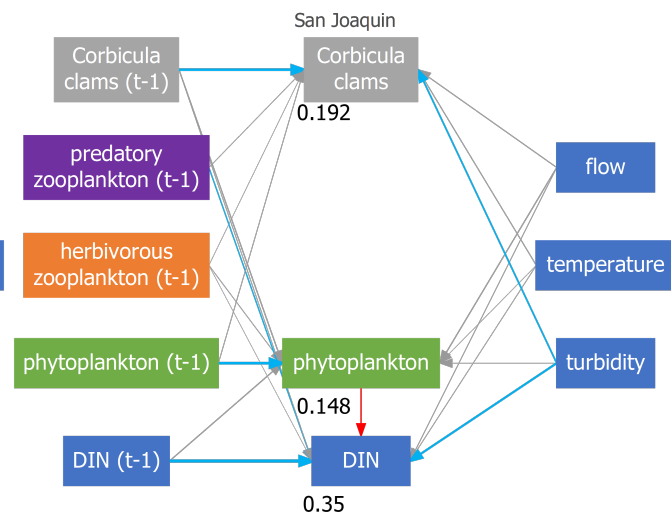 San Joaquin
Corbicula
clams (t-1)
Corbicula
clams
0.192
predatory
zooplankton (t-1)
flow
herbivorous
zooplankton (t-1)
temperature
phytoplankton (t-1)
phytoplankton
turbidity
0.148
DIN (t-1)
DIN
0.35